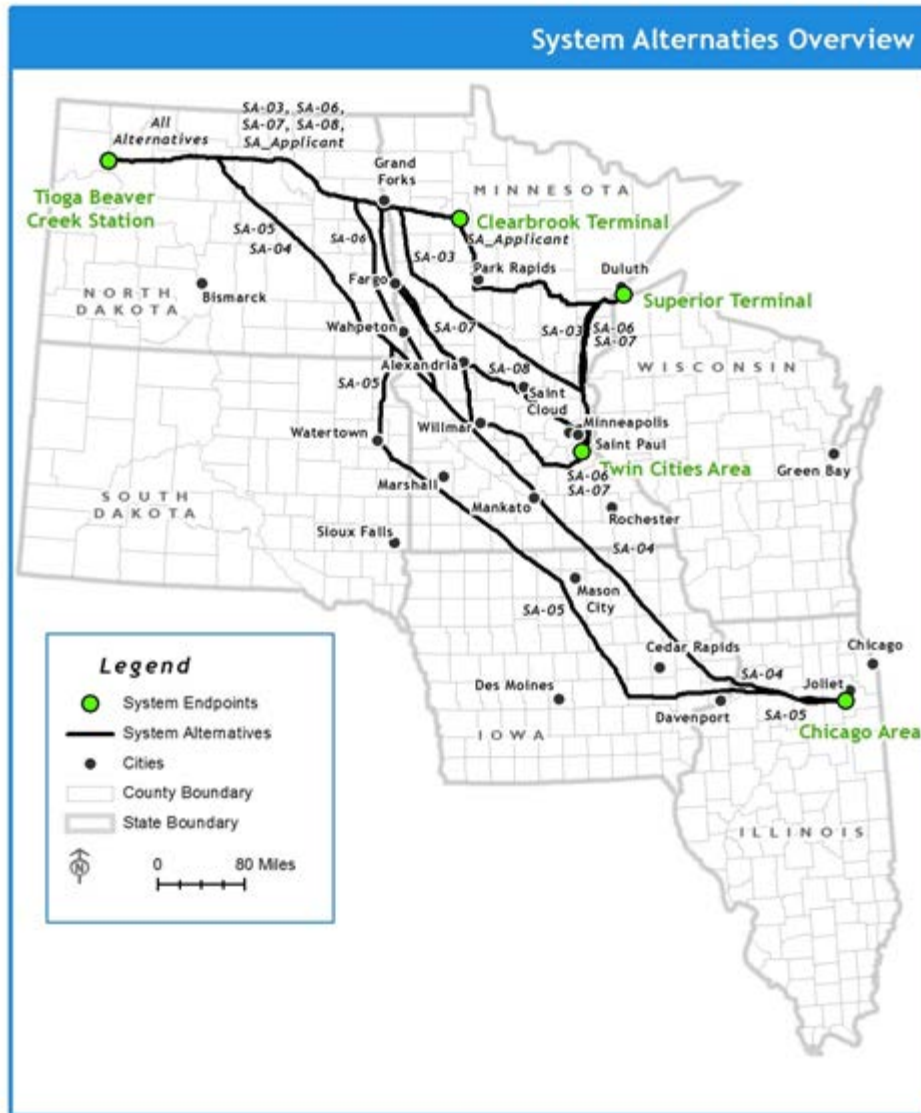 System Alternaties Overview
All
Alternatives
SA-03, SA-06,
SA-07, SA-08,
SA_Applicant
Grand
Forks
MINNESOTA
Tioga Beaver
Creek Station
Clearbrook Terminal
SA-05
SA-04
SA-06
SA-03
SA_Applicant
Park Rapids
Duluth
Superior Terminal
NORTH
DAKOTA
Bismarck
Fargo
Wahpeton
SA-07
SA-03
SA-06
SA-07
WISCONSIN
Alexandria
SA-08
SA-05
Saint
Cloud
Minneapolis
Saint Paul
Willmar
Watertown
Twin Cities Area
Green Bay
SA-06
SA-07
Marshall
SOUTH
DAKOTA
Mankato
Rochester
Sioux Falls
SA-04
Mason
City
SA-05
Cedar Rapids
Chicago
SA-04
Joliet
Des Moines
Davenport
SA-05
Chicago Area
IOWA
ILLINOIS
Legend
System Endpoints
System Alternatives
Cities
County Boundary
State Boundary
N
0 80 Miles